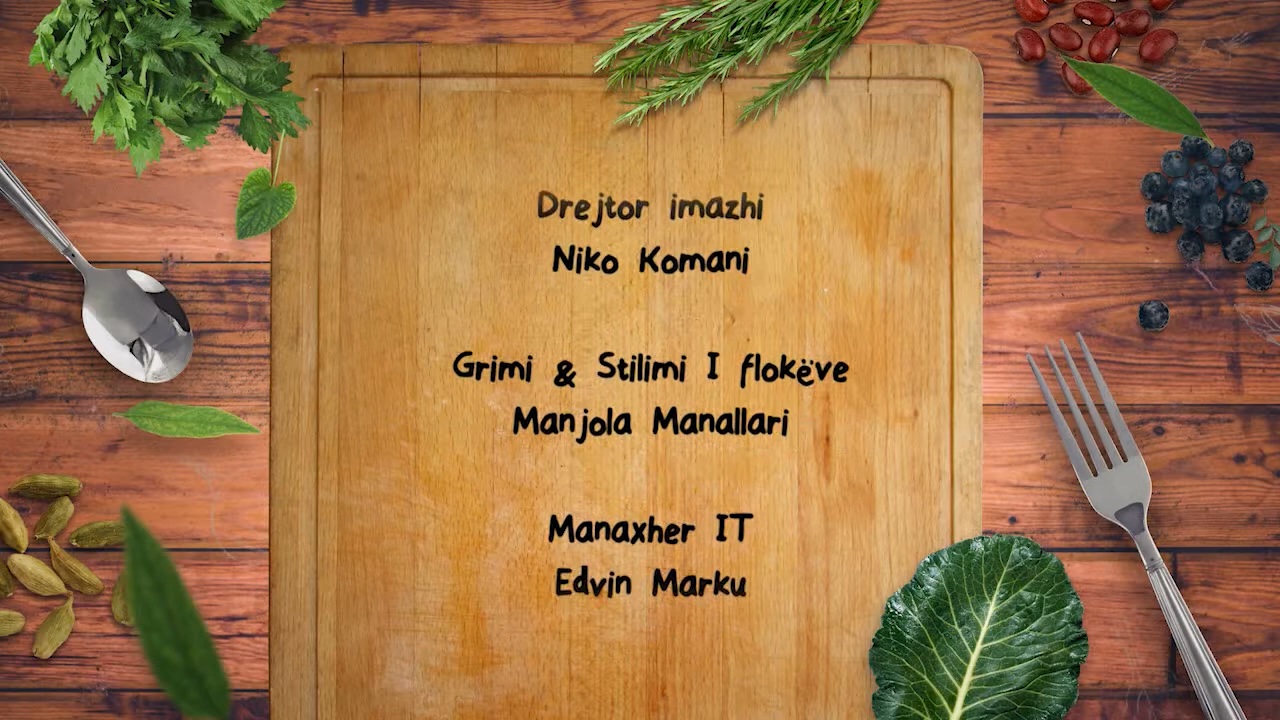 Drejtor imazhi
Niko Komani
Grimi & Stilimi I flokëve
Manjola Manallari
Manaxher IT
Edvin Marku